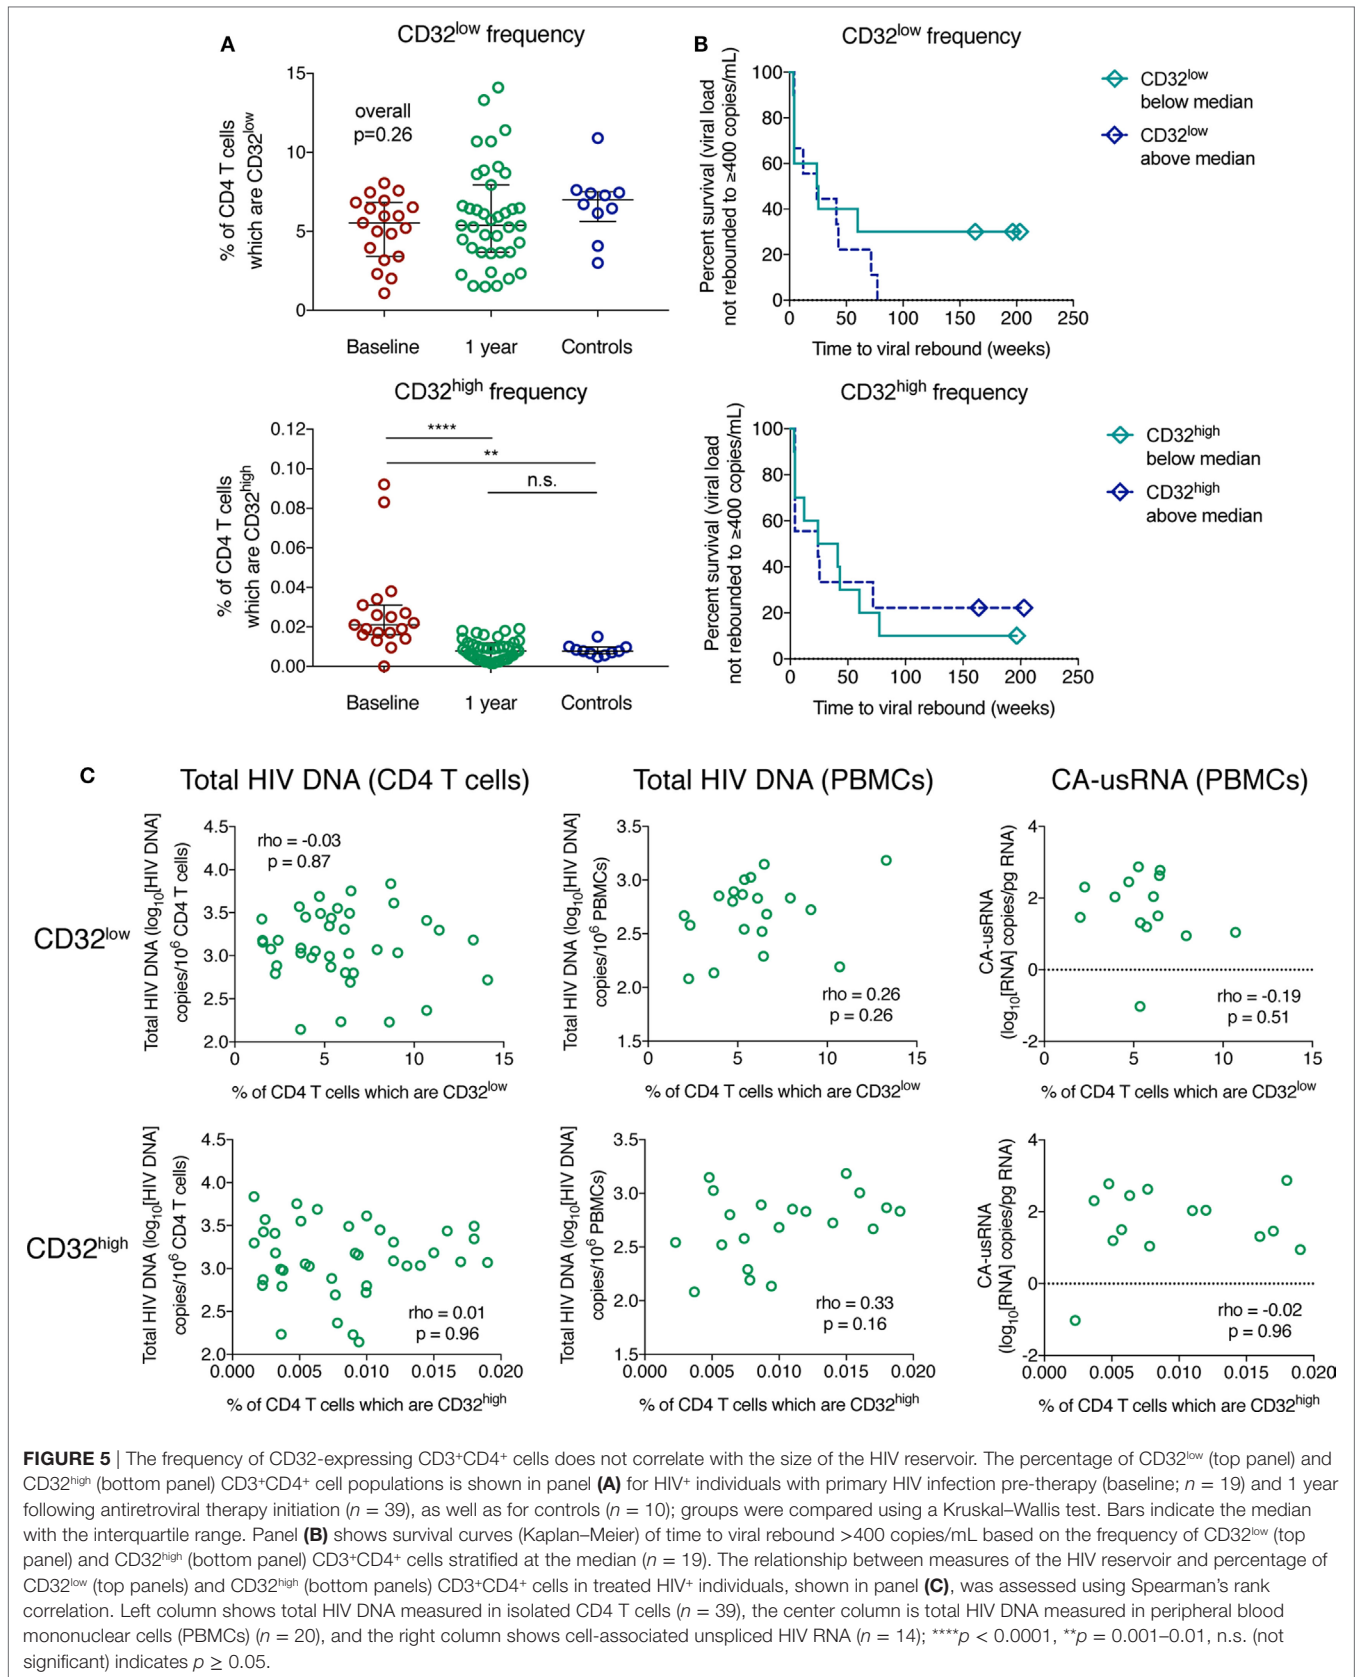 A
CD32low frequency
% of CD4 T cells
which are CD32low
15
10
5
0
overall
p=0.26
Baseline
1 year
Controls
B
CD32low frequency
Percent survival (viral load
not rebounded to ≥400 copies/mL)
100
80
60
40
20
0
0
50
100
150
200
250
Time to viral rebound (weeks)
CD32low
below median
CD32low
above median
CD32high frequency
% of CD4 T cells
which are CD32high
0.12
0.10
0.08
0.06
0.04
0.02
0.00
****
**
n.s.
Baseline
1 year
Controls
CD32high frequency
Percent survival (viral load
not rebounded to ≥400 copies/mL)
100
80
60
40
20
0
0
50
100
150
200
250
Time to viral rebound (weeks)
CD32high
below median
CD32high
above median
C
Total HIV DNA (CD4 T cells)
Total HIV DNA (PBMCs)
CA-usRNA (PBMCs)
CD32low
Total HIV DNA (log10[HIV DNA]
copies/10^6 CD4 T cells)
4.5
4.0
3.5
3.0
2.5
2.0
rho = -0.03
p = 0.87
0
5
10
15
% of CD4 T cells which are CD32low
Total HIV DNA (log10[HIV DNA]
copies/10^6 PBMCs)
3.5
3.0
2.5
2.0
1.5
rho = 0.26
p = 0.26
0
5
10
15
% of CD4 T cells which are CD32low
CA-usRNA
(log10[RNA] copies/pg RNA)
4
2
0
-2
rho = -0.19
p = 0.51
0
5
10
15
% of CD4 T cells which are CD32low
CD32high
Total HIV DNA (log10[HIV DNA]
copies/10^6 CD4 T cells)
4.5
4.0
3.5
3.0
2.5
2.0
rho = 0.01
p = 0.96
0.000
0.005
0.010
0.015
0.020
% of CD4 T cells which are CD32high
Total HIV DNA (log10[HIV DNA]
copies/10^6 PBMCs)
3.5
3.0
2.5
2.0
1.5
rho = 0.33
p = 0.16
0.000
0.005
0.010
0.015
0.020
% of CD4 T cells which are CD32high
CA-usRNA
(log10[RNA] copies/pg RNA)
4
2
0
-2
rho = -0.02
p = 0.96
0.000
0.005
0.010
0.015
0.020
% of CD4 T cells which are CD32high
FIGURE 5 | The frequency of CD32-expressing CD3+CD4+ cells does not correlate with the size of the HIV reservoir. The percentage of CD32low (top panel) and
CD32high (bottom panel) CD3+CD4+ cell populations is shown in panel (A) for HIV+ individuals with primary HIV infection pre-therapy (baseline; n = 19) and 1 year
following antiretroviral therapy initiation (n = 39), as well as for controls (n = 10); groups were compared using a Kruskal–Wallis test. Bars indicate the median
with the interquartile range. Panel (B) shows survival curves (Kaplan–Meier) of time to viral rebound >400 copies/mL based on the frequency of CD32low (top
panel) and CD32high (bottom panel) CD3+CD4+ cells stratified at the median (n = 19). The relationship between measures of the HIV reservoir and percentage of
CD32low (top panels) and CD32high (bottom panels) CD3+CD4+ cells in treated HIV+ individuals, shown in panel (C), was assessed using Spearman's rank
correlation. Left column shows total HIV DNA measured in isolated CD4 T cells (n = 39), the center column is total HIV DNA measured in peripheral blood
mononuclear cells (PBMCs) (n = 20), and the right column shows cell-associated unspliced HIV RNA (n = 14); ****p < 0.0001, **p = 0.001–0.01, n.s. (not
significant) indicates p ≥ 0.05.